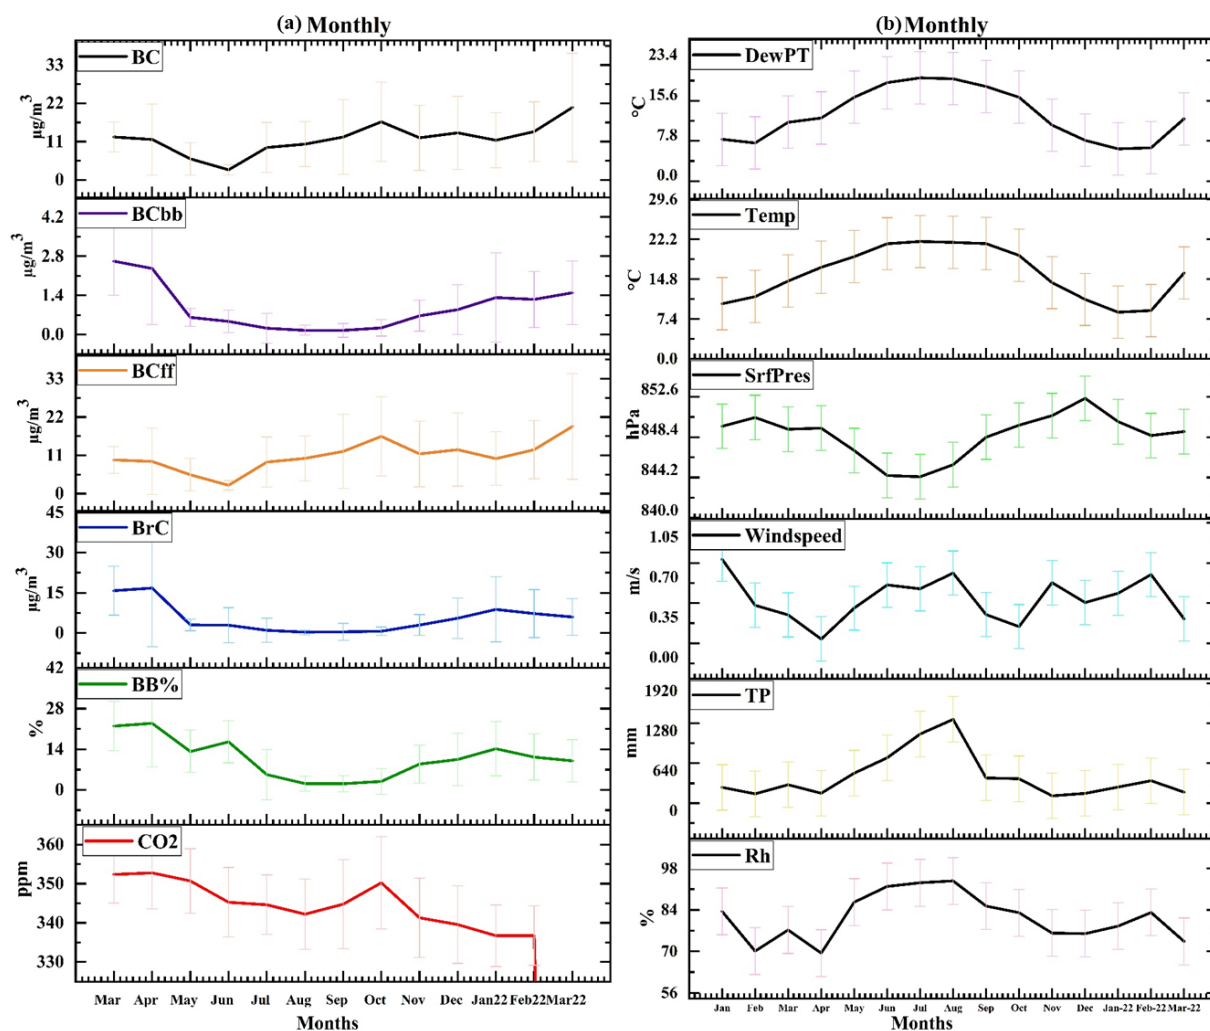 (a) Monthly
BC
µg/m3
33
22
11
0
BCbb
µg/m3
4.2
2.8
1.4
0.0
BCff
µg/m3
33
22
11
0
BrC
µg/m3
45
30
15
0
BB%
%
42
28
14
0
CO2
ppm
360
350
340
330
Mar Apr May Jun Jul Aug Sep Oct Nov Dec Jan22 Feb22 Mar22
Months
(b) Monthly
DewPT
°C
23.4
15.6
7.8
0.0
Temp
°C
29.6
22.2
14.8
7.4
0.0
SrfPres
hPa
852.6
848.4
844.2
840.0
Windspeed
m/s
1.05
0.70
0.35
0.00
TP
mm
1920
1280
640
0
Rh
%
98
84
70
56
Jan Feb Mar Apr May Jun Jul Aug Sep Oct Nov Dec Jan-22 Feb-22 Mar-22
Months